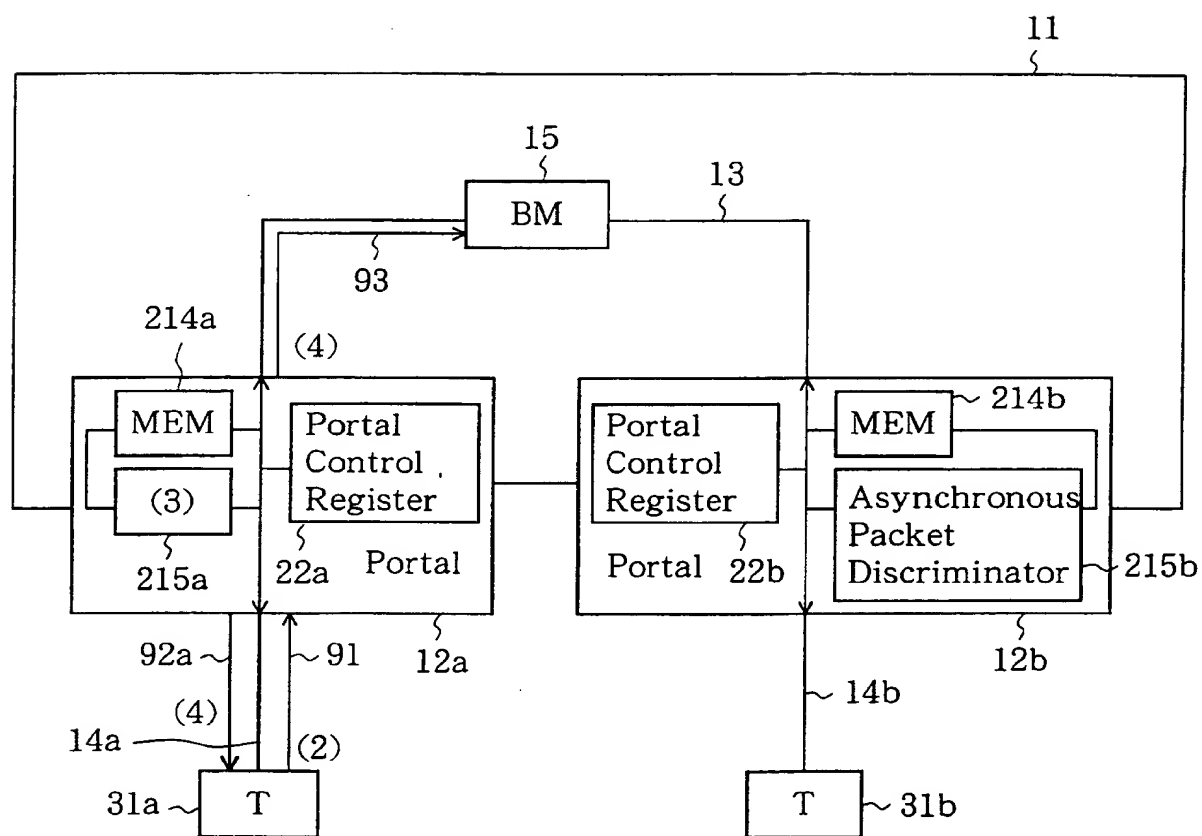 11
15
13
BM
93
214a
(4)
214b
MEM
Portal
Control
Register
Portal
Control
Register
MEM
(3)
Asynchronous
Packet
Discriminator
215a
22a
Portal
Portal
22b
215b
92a
91
12a
12b
(4)
14a
(2)
14b
31a
T
T
31b